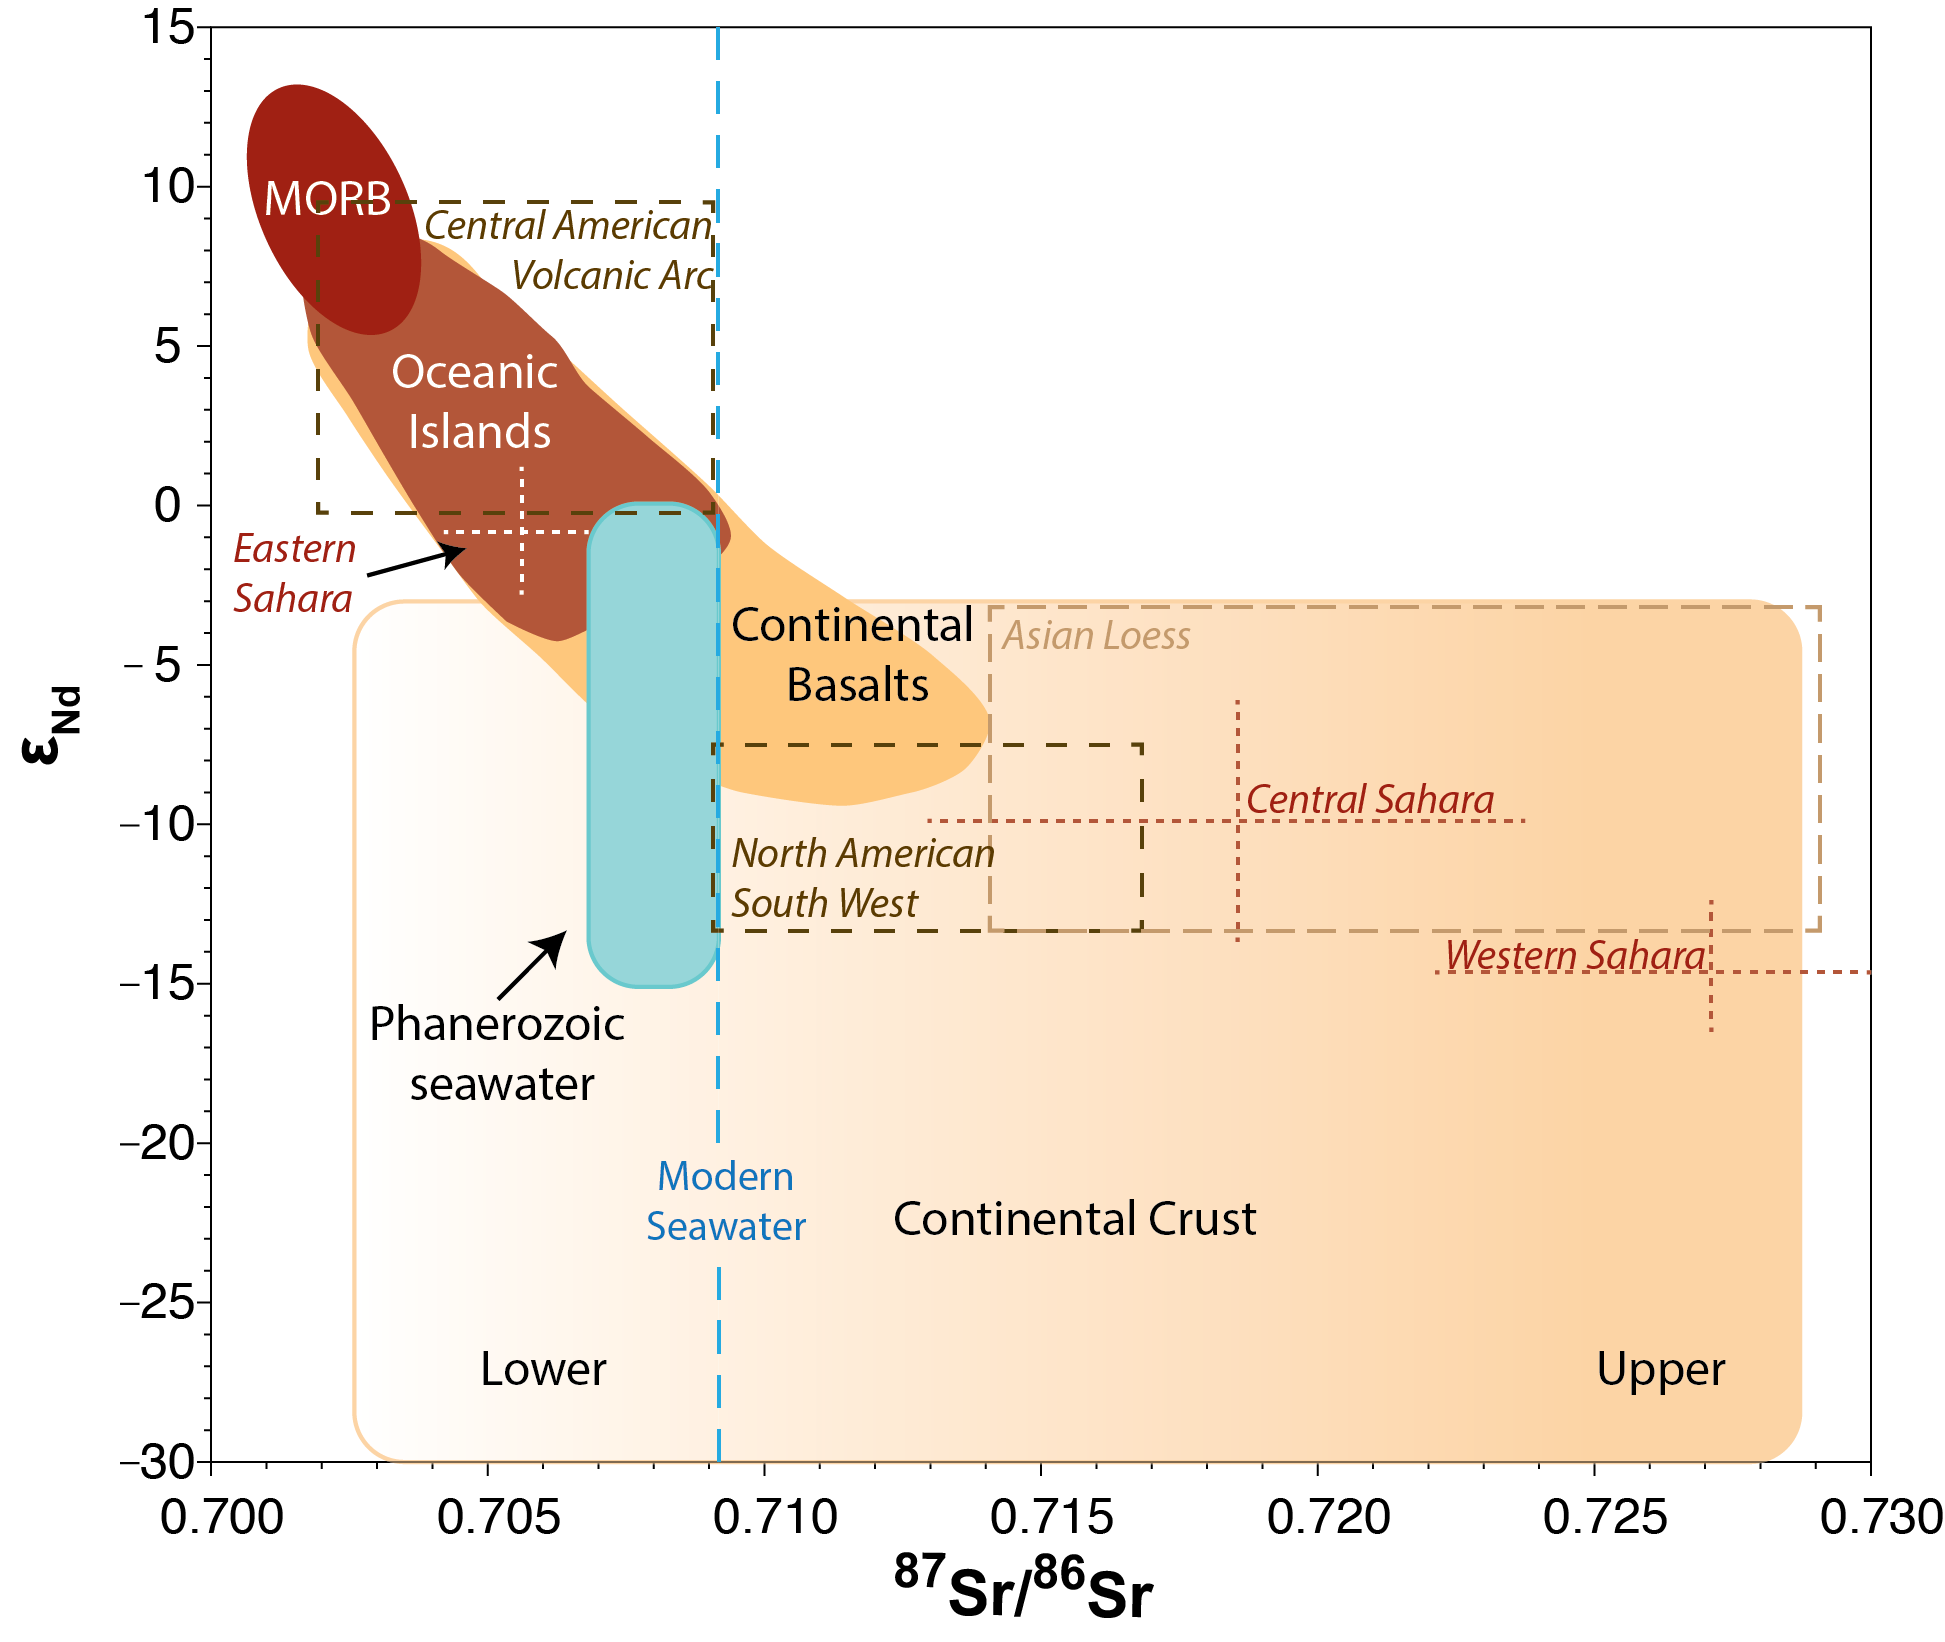 15
10
5
0
– 5
–10
–15
–20
–25
–30
εNd
MORB
Central American
Volcanic Arc
Oceanic
Islands
Eastern
Sahara
Continental
Basalts
Asian Loess
Central Sahara
North American
South West
Western Sahara
Phanerozoic
seawater
Modern
Seawater
Continental Crust
Lower
Upper
0.700 0.705 0.710 0.715 0.720 0.725 0.730
⁸⁷Sr/⁸⁶Sr